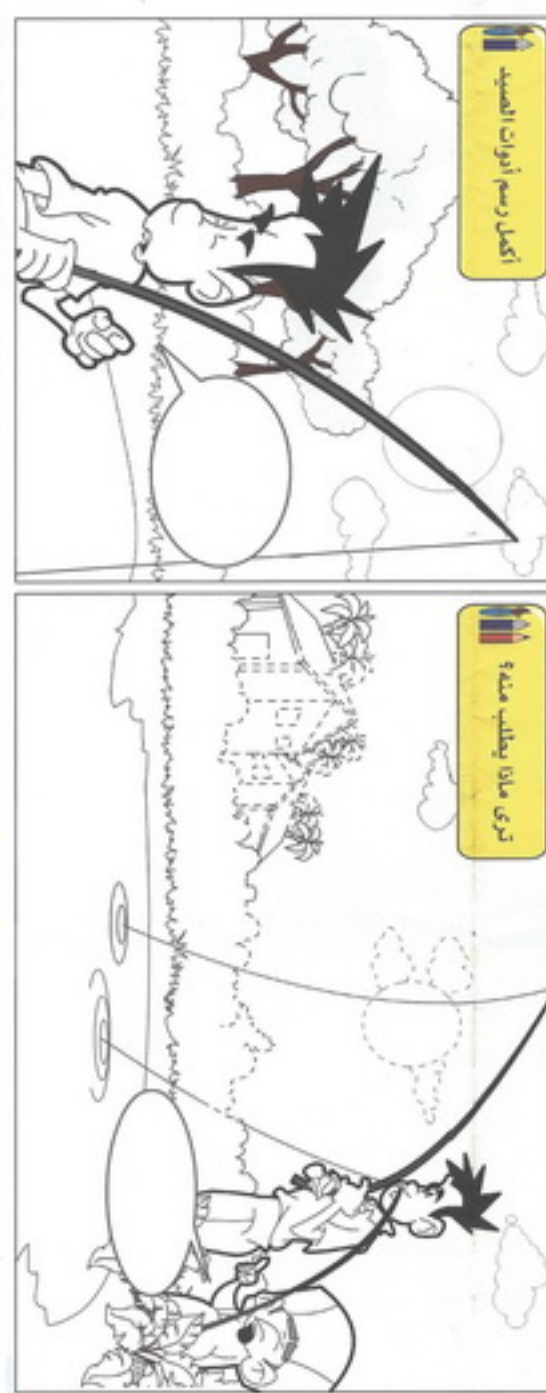 أكمل رسم أدوات الصيد
ترى ماذا يطلب منه؟